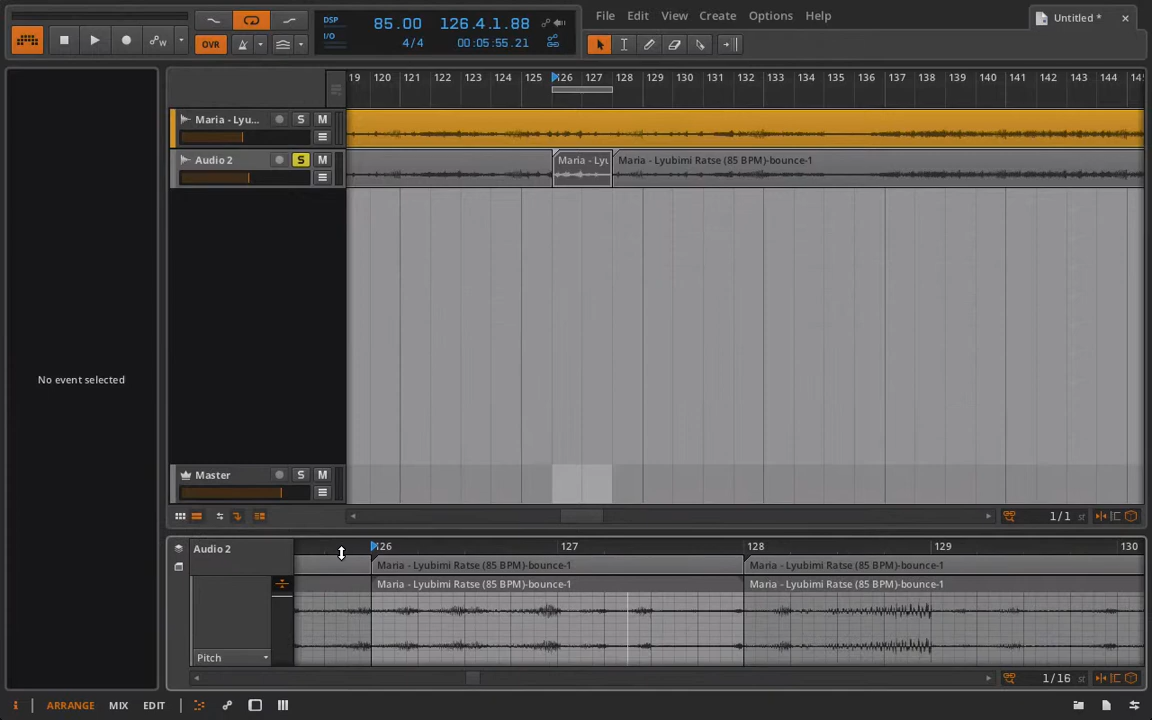 DSP
I/O
85.00
126.4.1.88
4/4
00:05:55.21
OVR
File Edit View Create Options Help
Untitled *
19 120 121 122 123 124 125 126 127 128 129 130 131 132 133 134 135 136 137 138 139 140 141 142 143 144 145
Maria - Lyu...
S
M
Audio 2
S
M
Maria - Lyu
Maria - Lyubimi Ratse (85 BPM)-bounce-1
No event selected
Master
S
M
1/1 st
Audio 2
126 127 128 129 130
Maria - Lyubimi Ratse (85 BPM)-bounce-1
Maria - Lyubimi Ratse (85 BPM)-bounce-1
Maria - Lyubimi Ratse (85 BPM)-bounce-1
Maria - Lyubimi Ratse (85 BPM)-bounce-1
Pitch
1/16 st
i
ARRANGE MIX EDIT